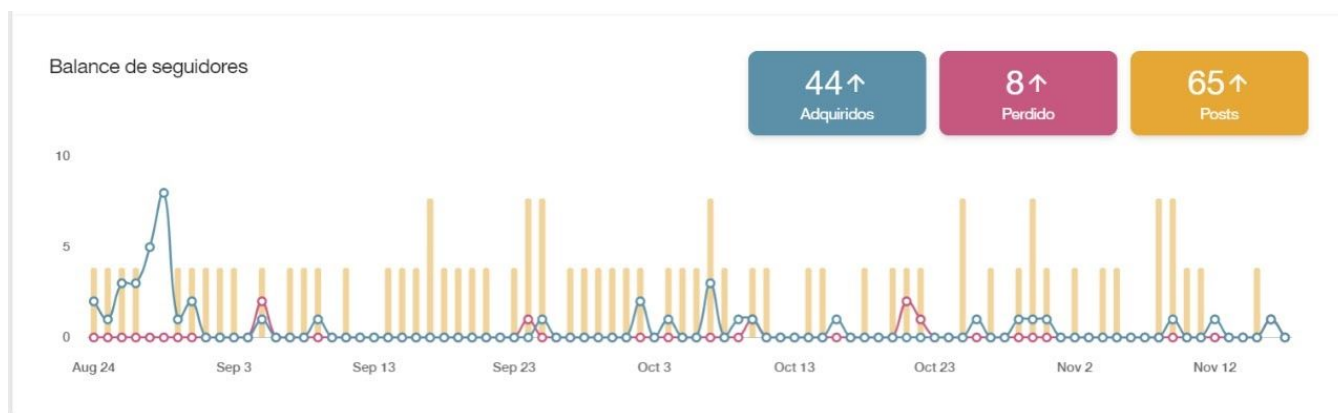 Balance de seguidores
44↑
Adquiridos
8↑
Perdido
65↑
Posts
10
5
0
Aug 24
Sep 3
Sep 13
Sep 23
Oct 3
Oct 13
Oct 23
Nov 2
Nov 12